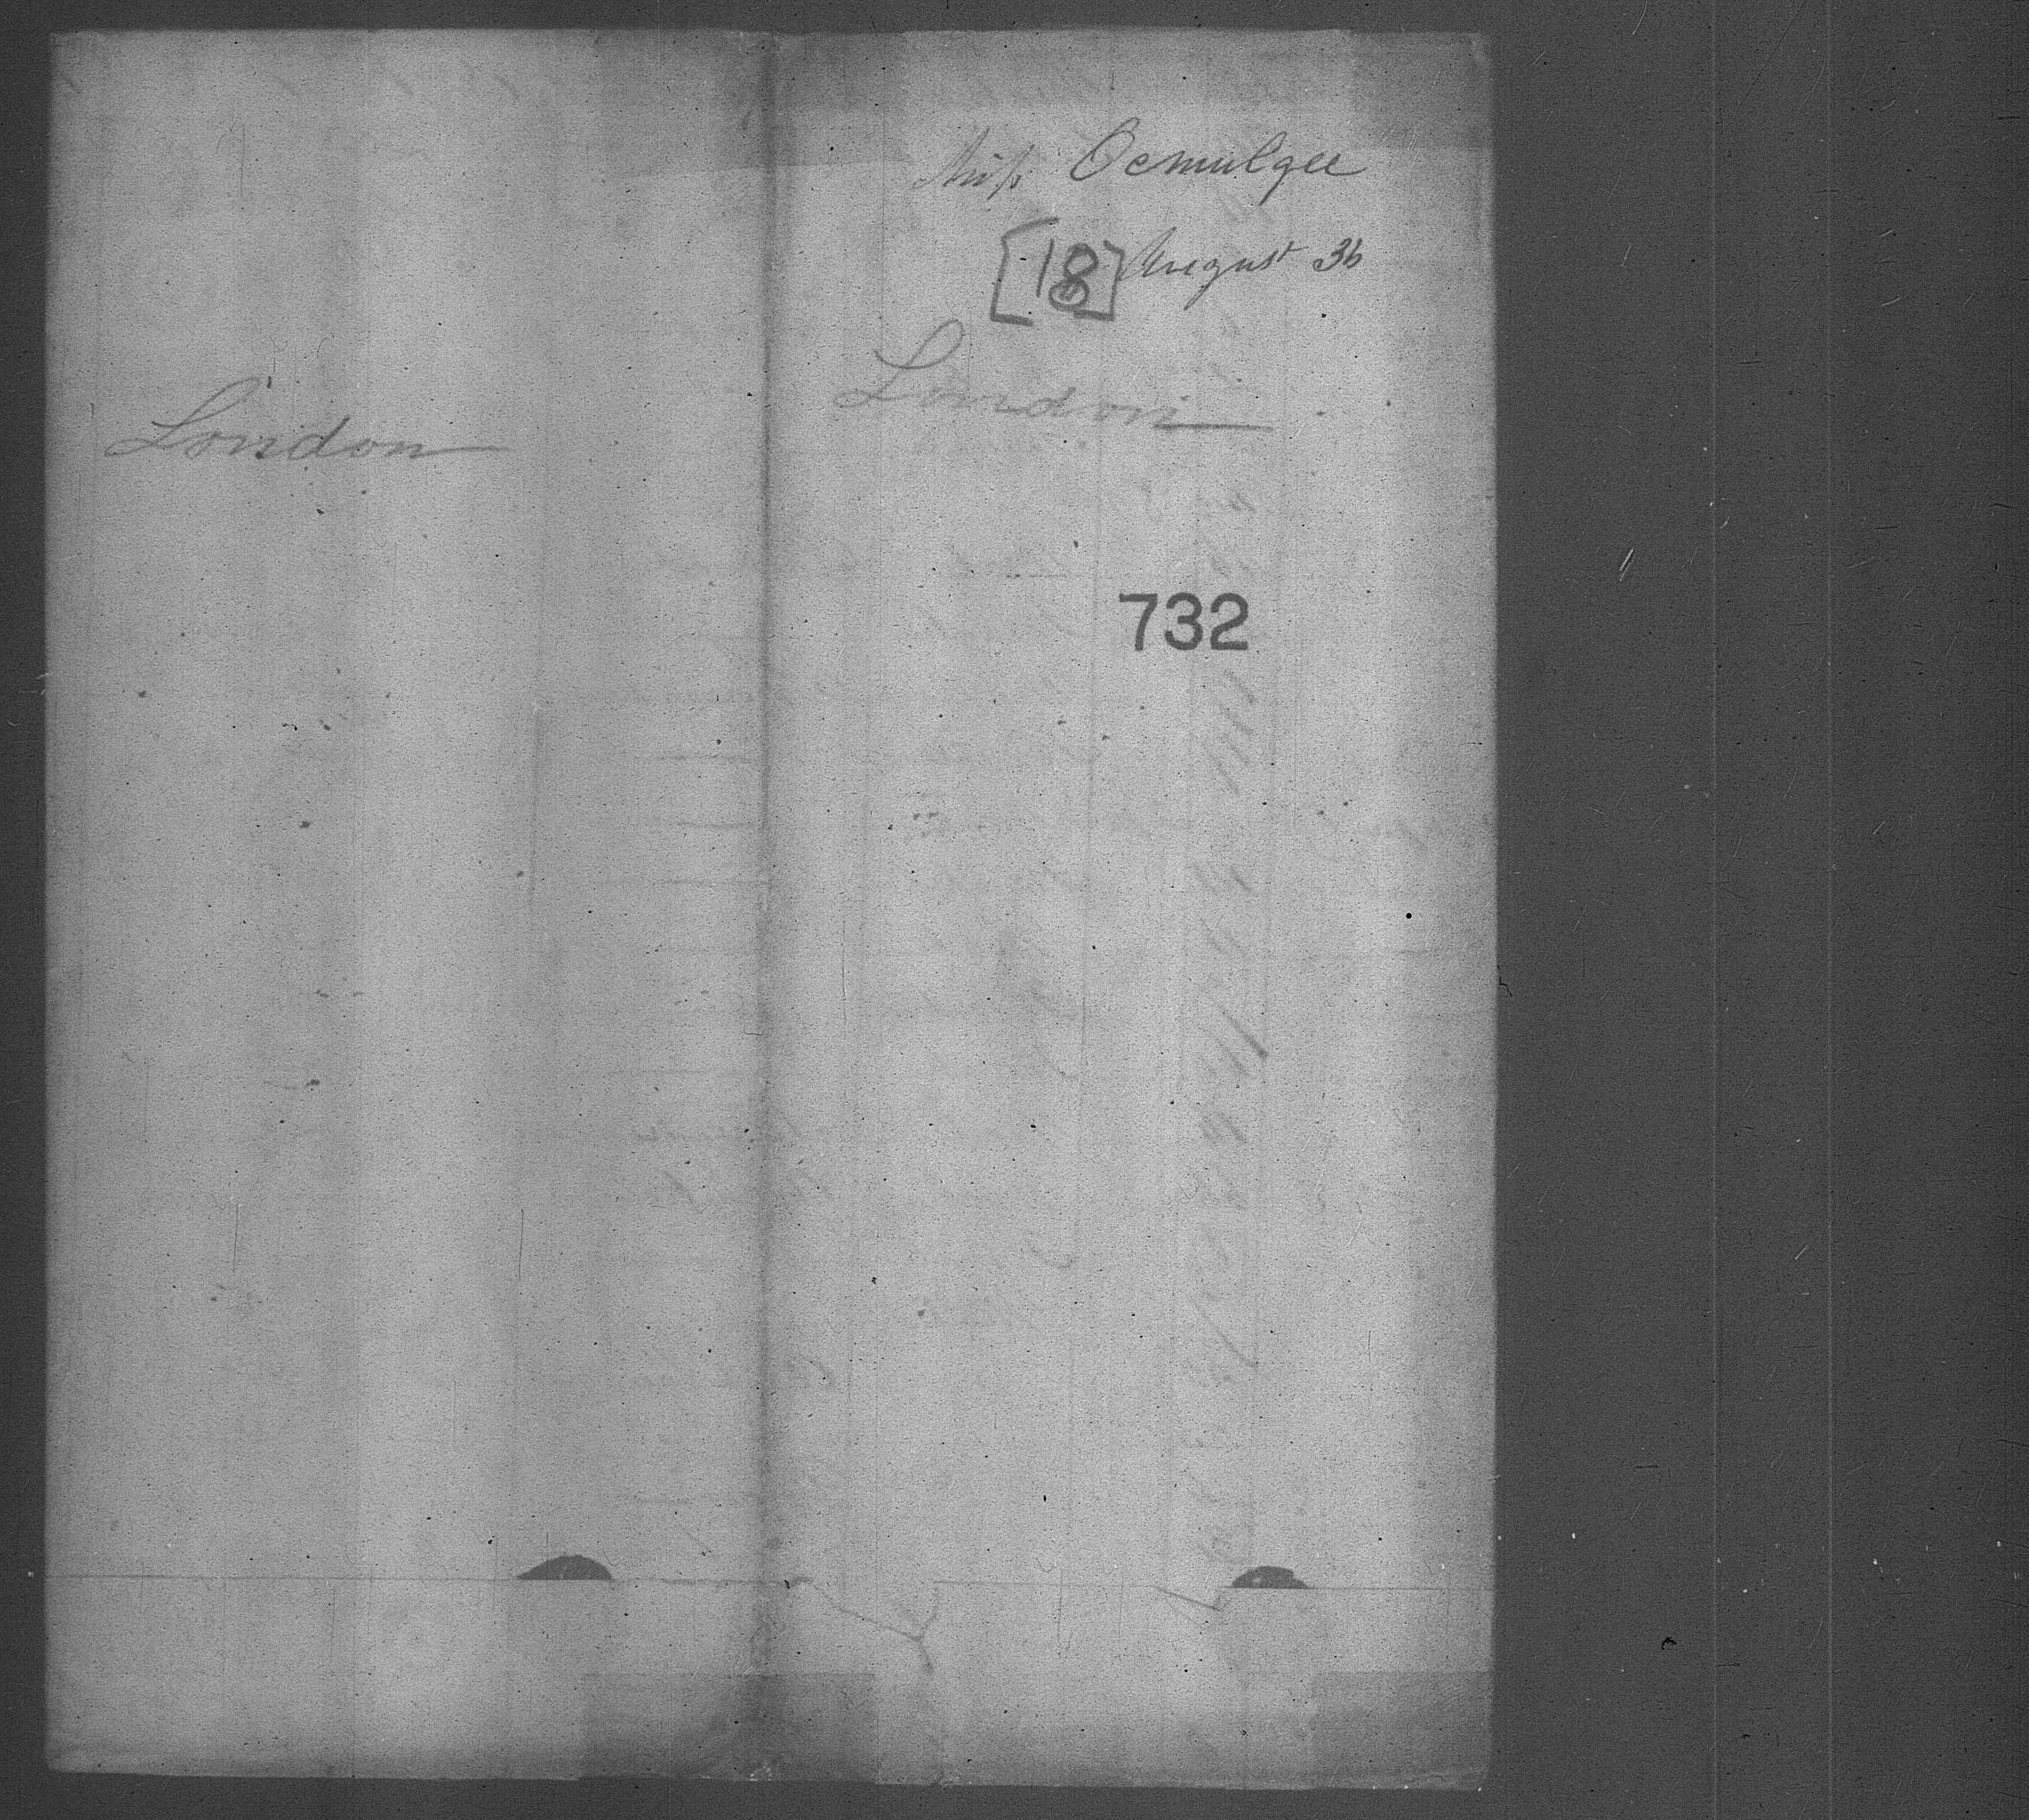 Ship Ocmulgee
[18] August 36
London
London
732